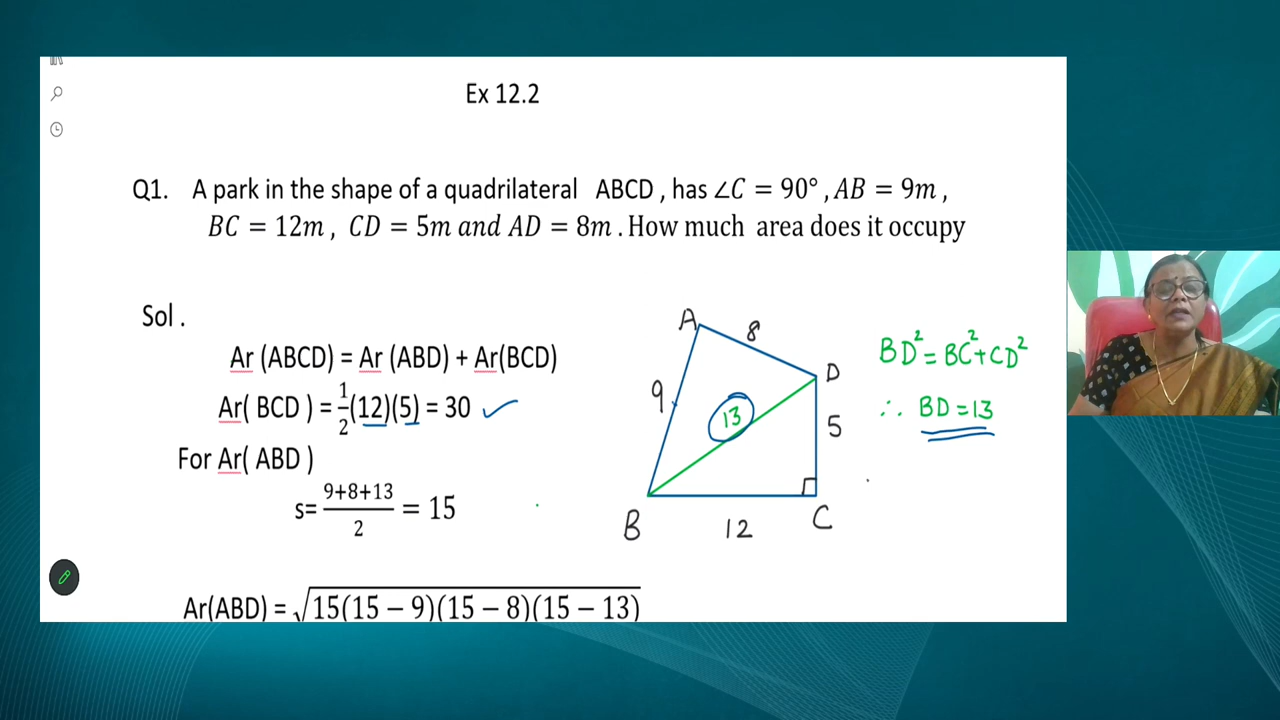 Ex 12.2
Q1. A park in the shape of a quadrilateral ABCD , has ∠C = 90° , AB = 9m ,
BC = 12m , CD = 5m and AD = 8m . How much area does it occupy
Sol .
Ar (ABCD) = Ar (ABD) + Ar(BCD)
Ar( BCD ) = 1/2 (12)(5) = 30 ✓
For Ar( ABD )
s= 9+8+13 / 2 = 15
Ar(ABD) = √15(15 − 9)(15 − 8)(15 − 13)
A
8
D
9
13
5
B
12
C
BD² = BC² + CD²
∴ BD = 13